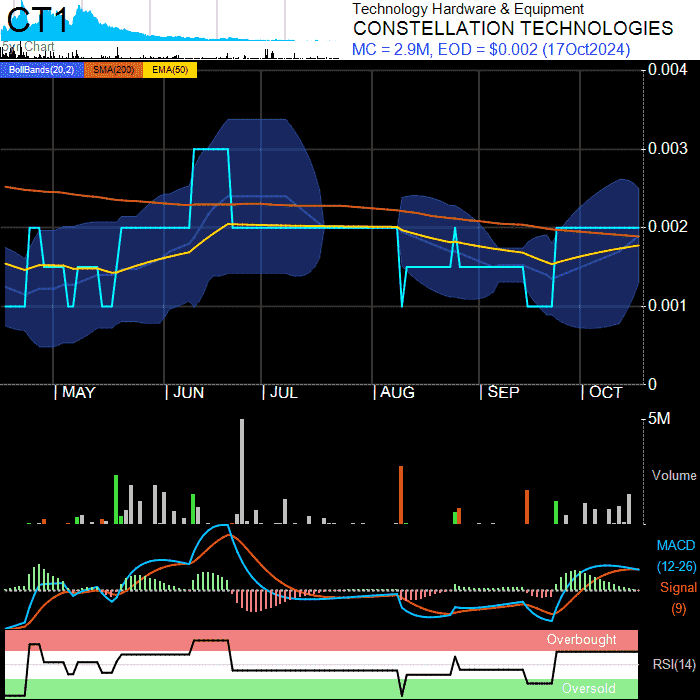 CT1
5yr Chart
Technology Hardware & Equipment
CONSTELLATION TECHNOLOGIES
MC = 2.9M, EOD = $0.002 (17Oct2024)
BollBands(20,2) SMA(200) EMA(50)
0.004
0.003
0.002
0.001
0
MAY JUN JUL AUG SEP OCT
5M
Volume
MACD
(12-26)
Signal
(9)
Overbought
RSI(14)
Oversold